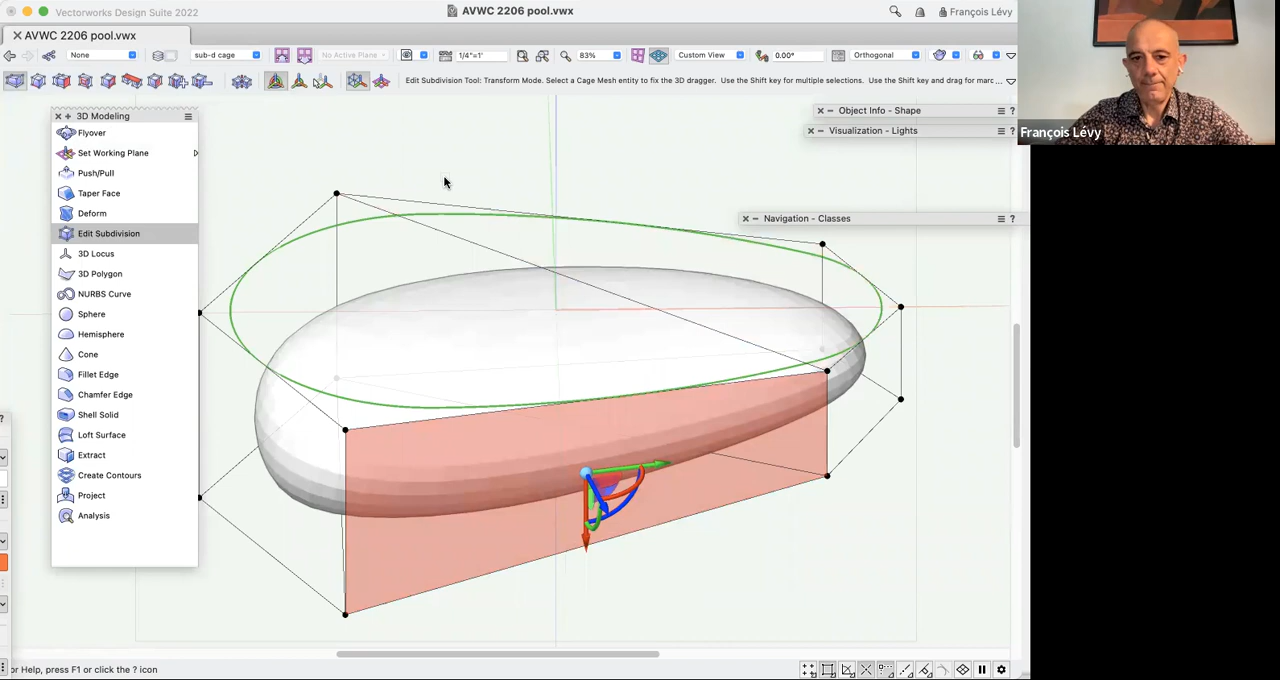 Vectorworks Design Suite 2022
AVWC 2206 pool.vwx
François Lévy
AVWC 2206 pool.vwx
None
sub-d cage
No Active Plane
1/4"=1'
83%
Custom View
0.00°
Orthogonal
Edit Subdivision Tool: Transform Mode. Select a Cage Mesh entity to fix the 3D dragger. Use the Shift key for multiple selections. Use the Shift key and drag for marc...
3D Modeling
Flyover
Set Working Plane
Push/Pull
Taper Face
Deform
Edit Subdivision
3D Locus
3D Polygon
NURBS Curve
Sphere
Hemisphere
Cone
Fillet Edge
Chamfer Edge
Shell Solid
Loft Surface
Extract
Create Contours
Project
Analysis
Object Info - Shape
?
Visualization - Lights
?
Navigation - Classes
?
?
François Lévy
or Help, press F1 or click the ? icon